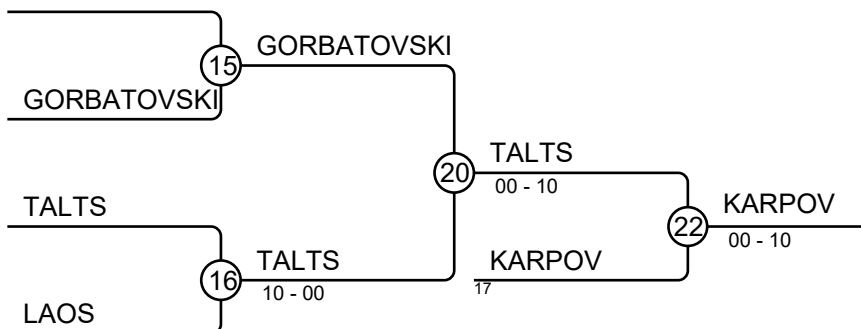 GORBATOVSKI
15
GORBATOVSKI
TALTS
20
00 - 10
TALTS
KARPOV
22
00 - 10
TALTS
KARPOV
16
10 - 00
17
LAOS